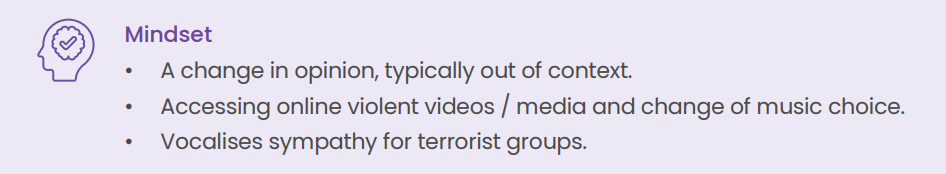 Mindset
• A change in opinion, typically out of context.
• Accessing online violent videos / media and change of music choice.
• Vocalises sympathy for terrorist groups.